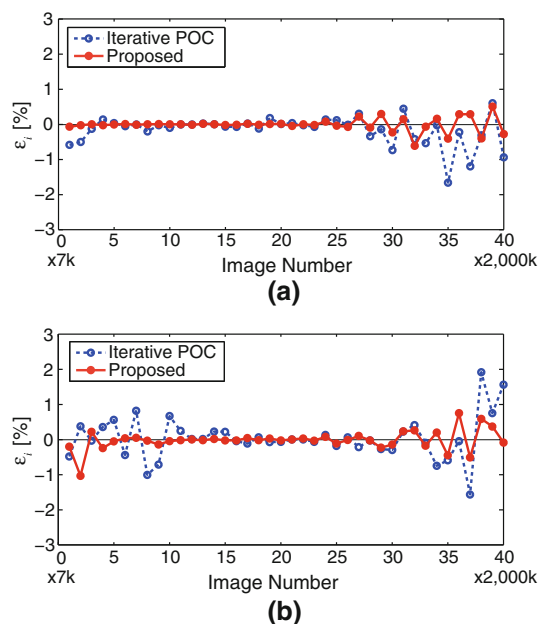 (a)
3
Iterative POC
2
Proposed
1
0
−1
−2
−3
εi [%]
0 5 10 15 20 25 30 35 40
x7k Image Number x2,000k
(a)
3
Iterative POC
2
Proposed
1
0
−1
−2
−3
εi [%]
0 5 10 15 20 25 30 35 40
x7k Image Number x2,000k
(b)